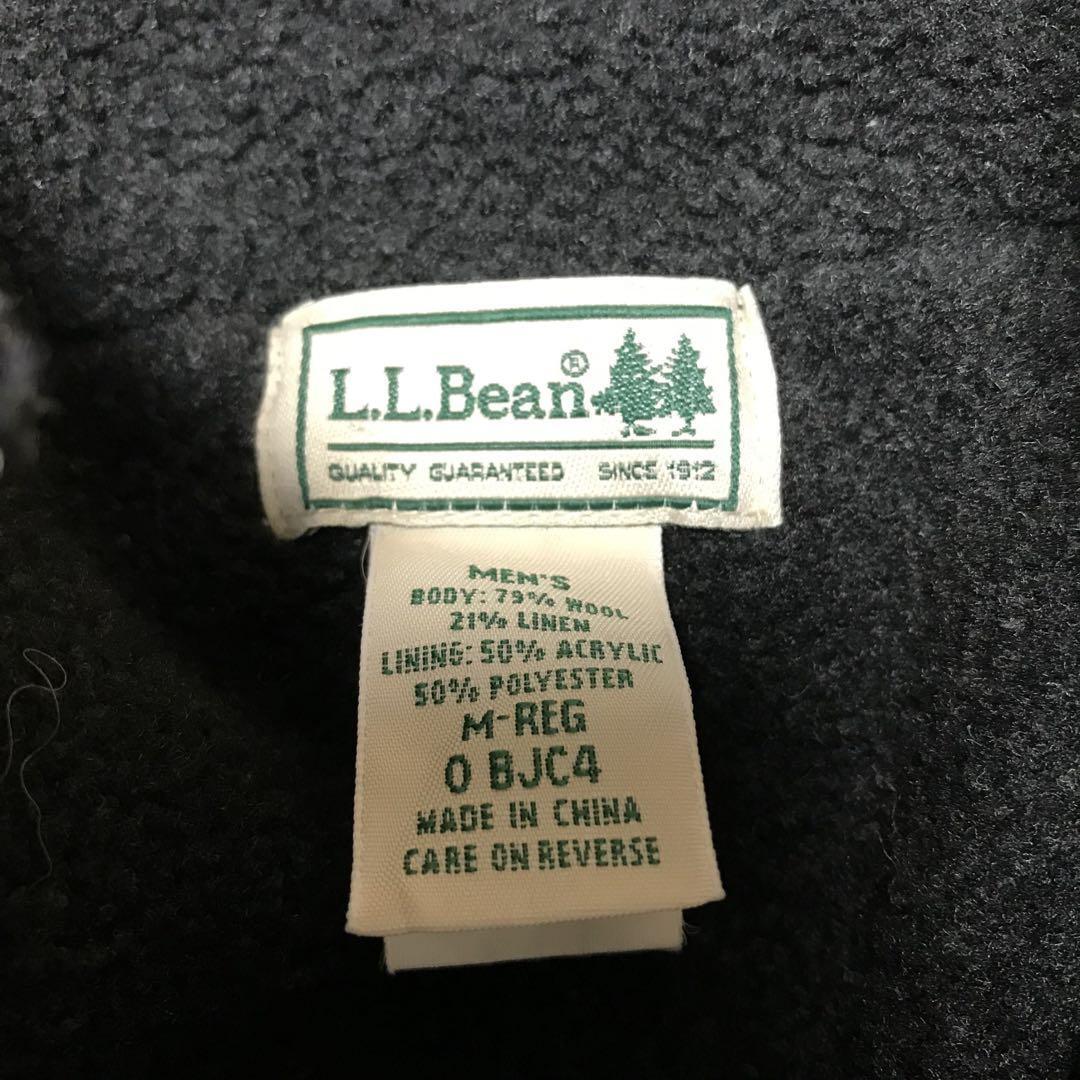 L.L.Bean®
QUALITY GUARANTEED SINCE 1912
MEN'S
BODY: 79% WOOL
21% LINEN
LINING: 50% ACRYLIC
50% POLYESTER
M-REG
0 BJC4
MADE IN CHINA
CARE ON REVERSE